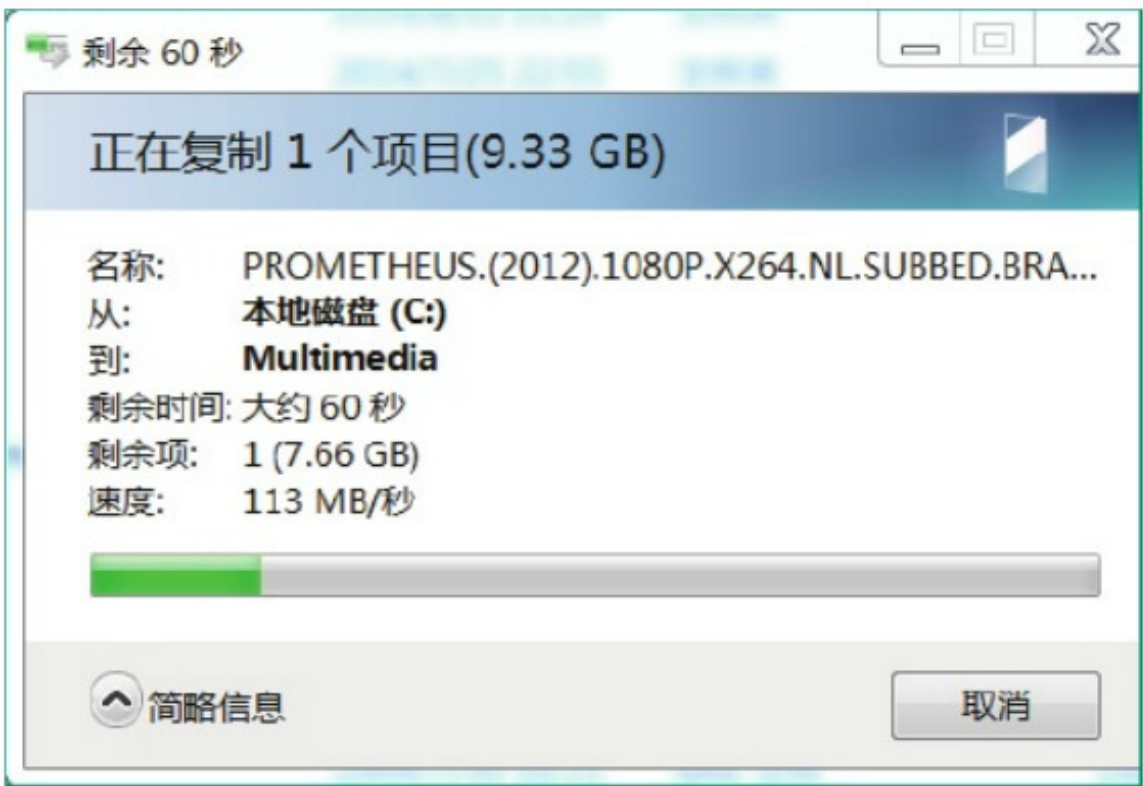 剩余 60 秒
正在复制 1 个项目(9.33 GB)
名称: PROMETHEUS.(2012).1080P.X264.NL.SUBBED.BRA...
从: 本地磁盘 (C:)
到: Multimedia
剩余时间: 大约 60 秒
剩余项: 1 (7.66 GB)
速度: 113 MB/秒
简略信息
取消